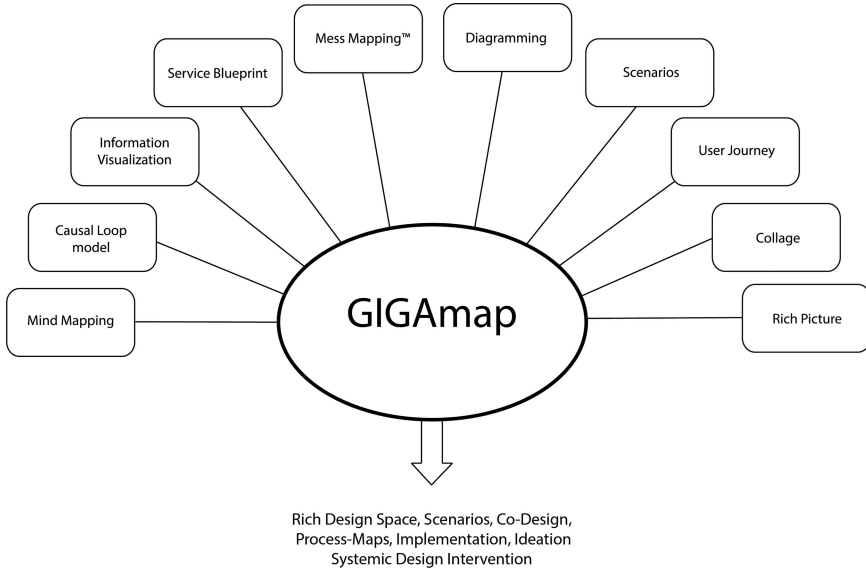 Mess Mapping™
Diagramming
Service Blueprint
Scenarios
Information
Visualization
User Journey
Causal Loop
model
Collage
Mind Mapping
GIGAmap
Rich Picture
Rich Design Space, Scenarios, Co-Design,
Process-Maps, Implementation, Ideation
Systemic Design Intervention